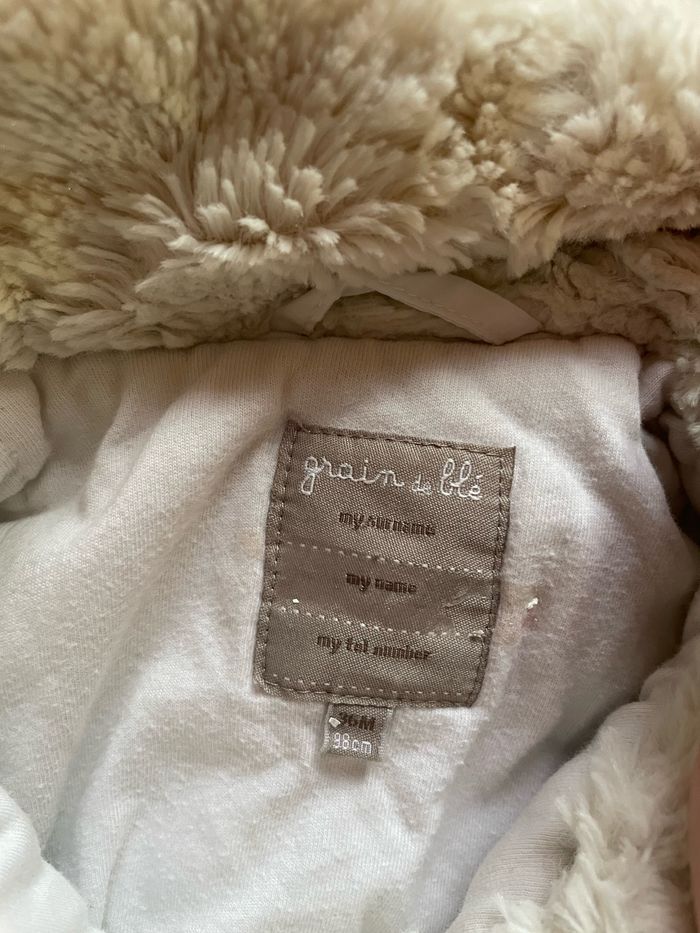 grain de blé
my surname
my name
my tel number
36M
98cm